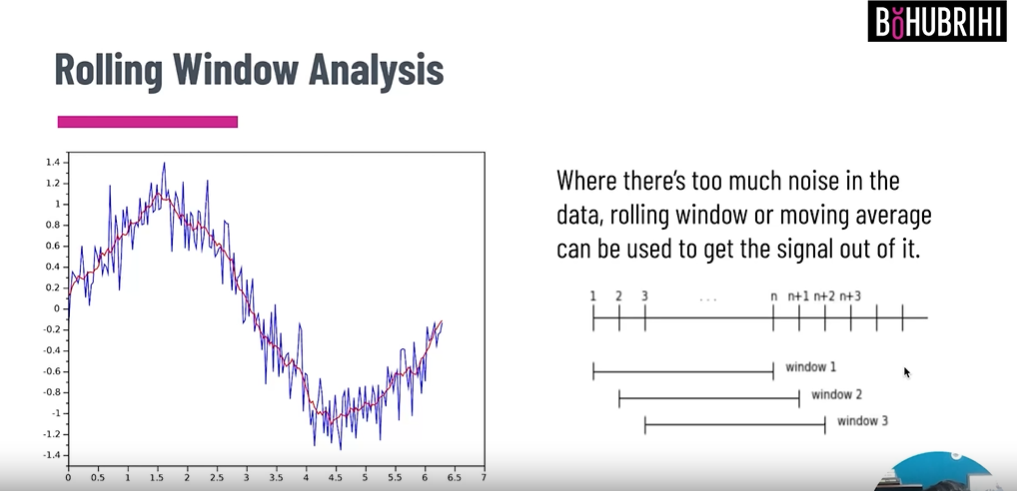 BOHUBRIHI
Rolling Window Analysis
1.4
1.2
1
0.8
0.6
0.4
0.2
0
-0.2
-0.4
-0.6
-0.8
-1
-1.2
-1.4
0 0.5 1 1.5 2 2.5 3 3.5 4 4.5 5 5.5 6 6.5 7
Where there's too much noise in the
data, rolling window or moving average
can be used to get the signal out of it.
1 2 3 ... n n+1 n+2 n+3
window 1
window 2
window 3